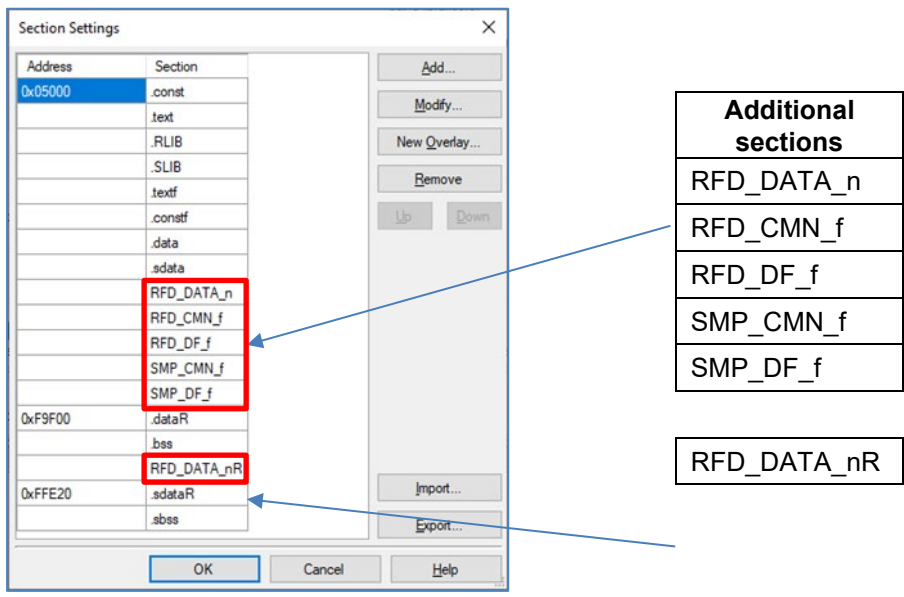 Section Settings
Address Section
0x05000 .const
.text
.RLIB
.SLIB
.textf
.constf
.data
.sdata
RFD_DATA_n
RFD_CMN_f
RFD_DF_f
SMP_CMN_f
SMP_DF_f
0xF9F00 .dataR
.bss
RFD_DATA_nR
0xFFE20 .sdataR
.sbss
Add...
Modify...
New Overlay...
Remove
Up Down
Import...
Export...
OK Cancel Help
Additional
sections
RFD_DATA_n
RFD_CMN_f
RFD_DF_f
SMP_CMN_f
SMP_DF_f
RFD_DATA_nR